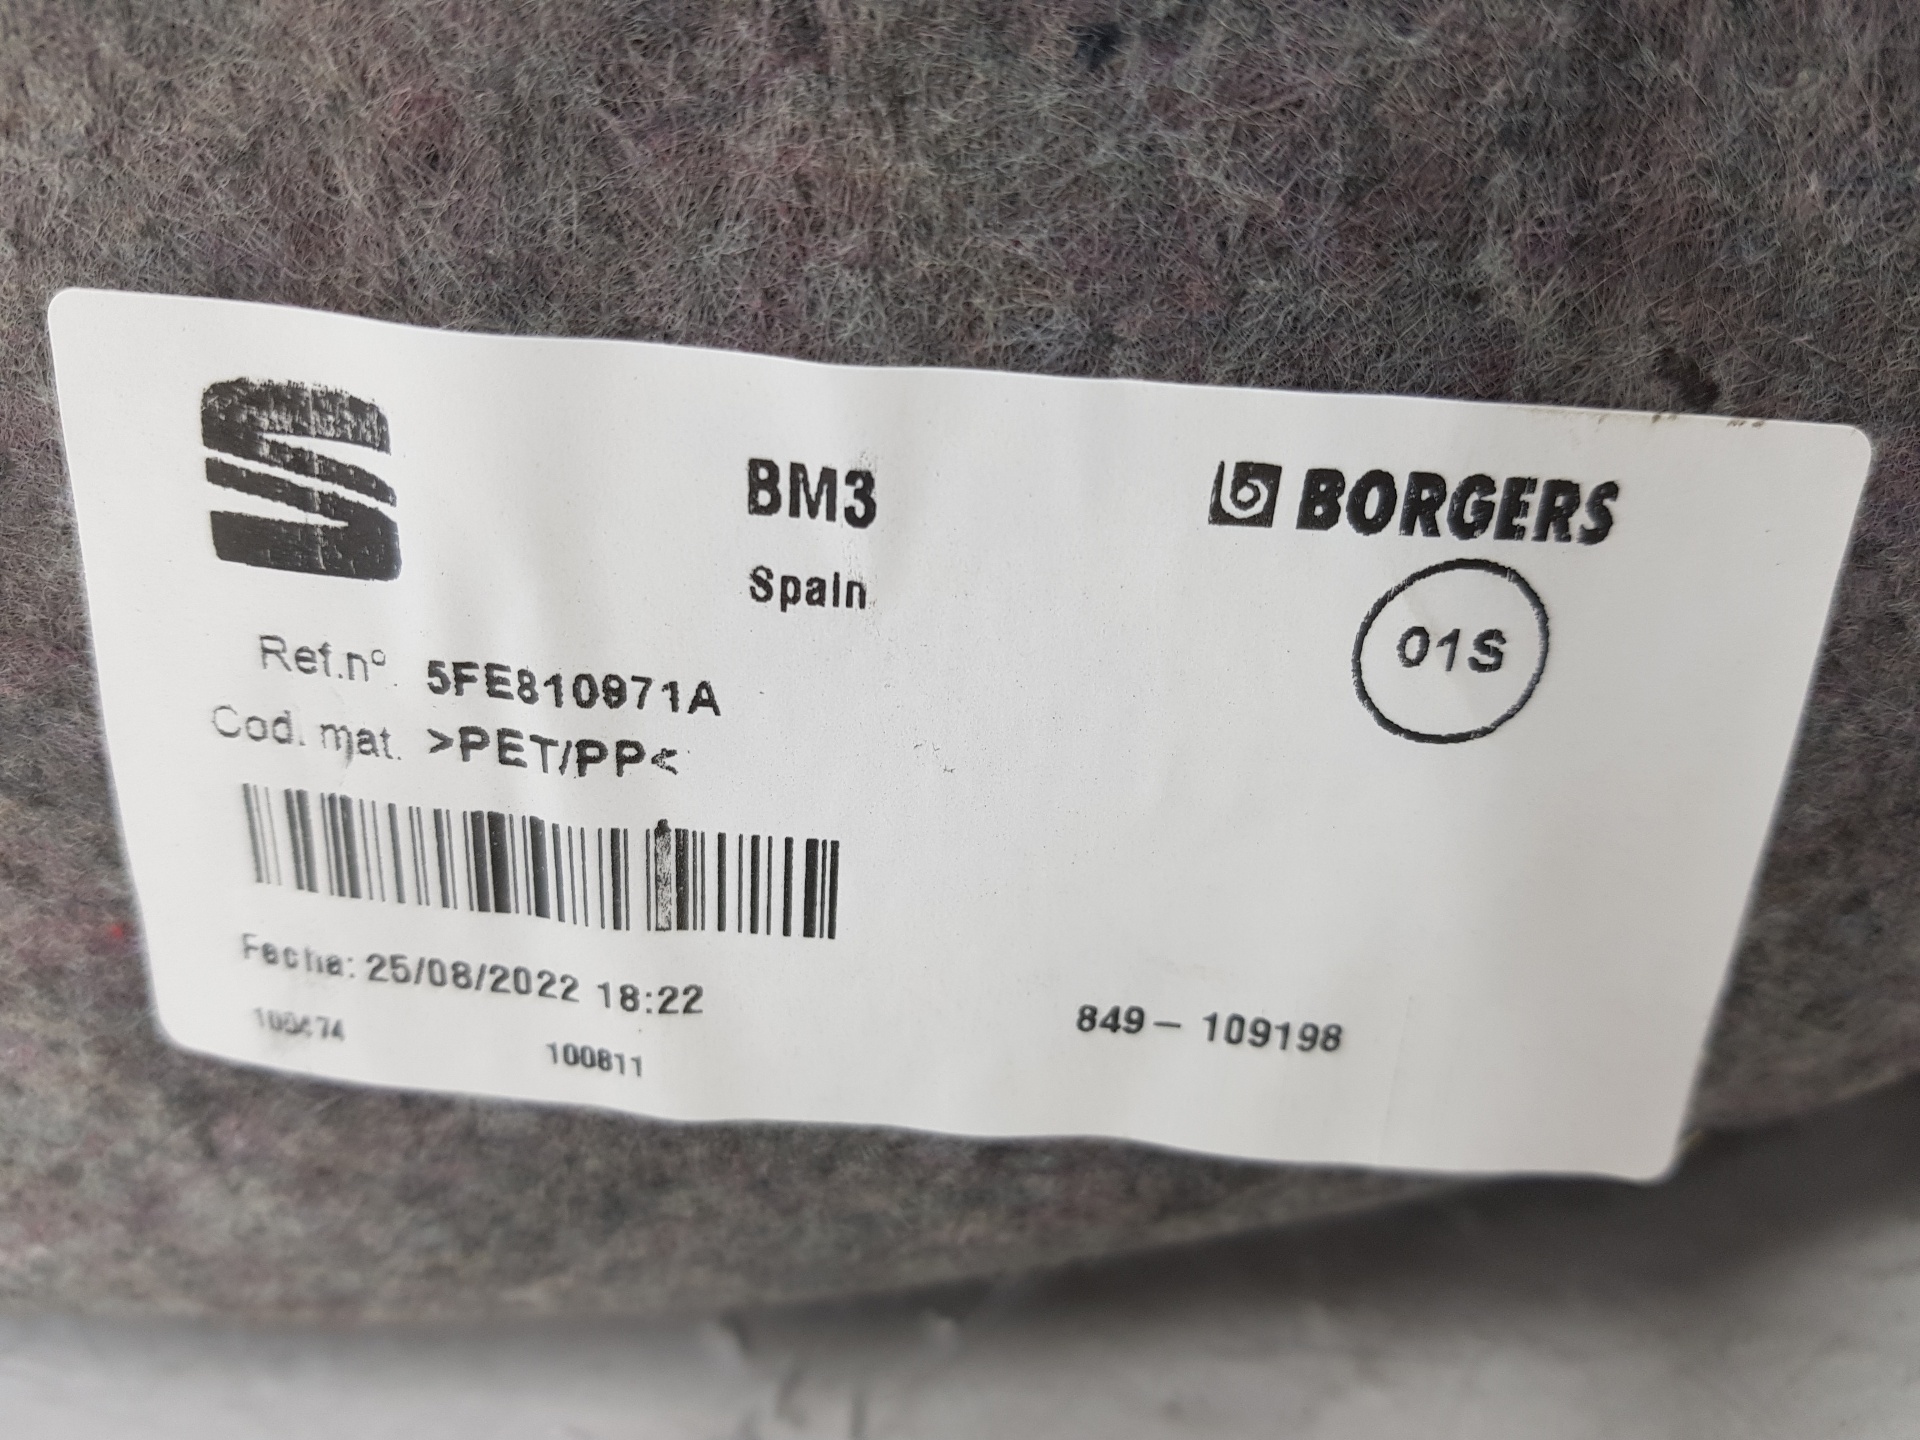 BM3
BORGERS
Spain
01S
Ref.nº. 5FE810971A
Cod. mat. >PET/PP<
Fecha: 25/08/2022 18:22
849- 109198
100811